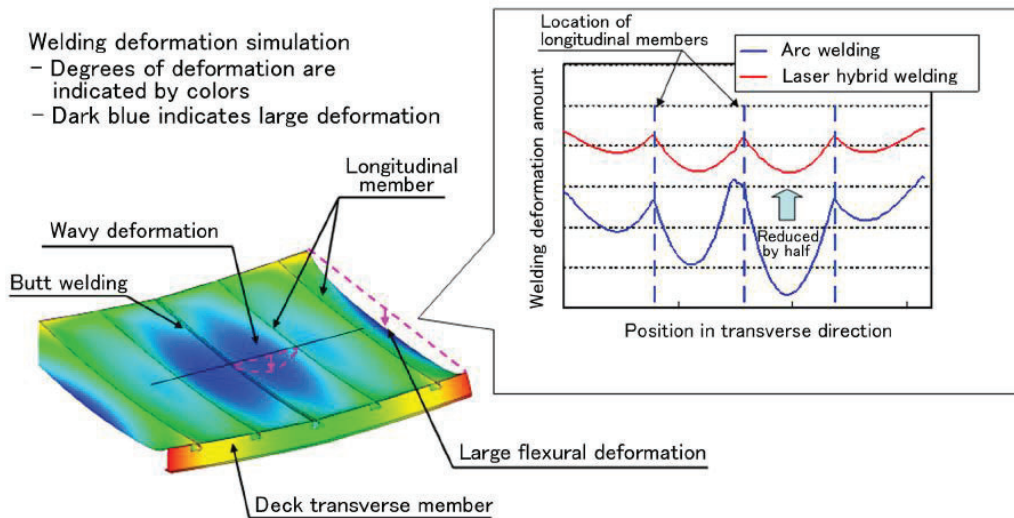 Welding deformation simulation
– Degrees of deformation are
indicated by colors
– Dark blue indicates large deformation
Longitudinal
member
Wavy deformation
Butt welding
Large flexural deformation
Deck transverse member
Location of
longitudinal
members
Arc welding
Laser hybrid welding
Welding deformation amount
Reduced
by half
Position in transverse direction